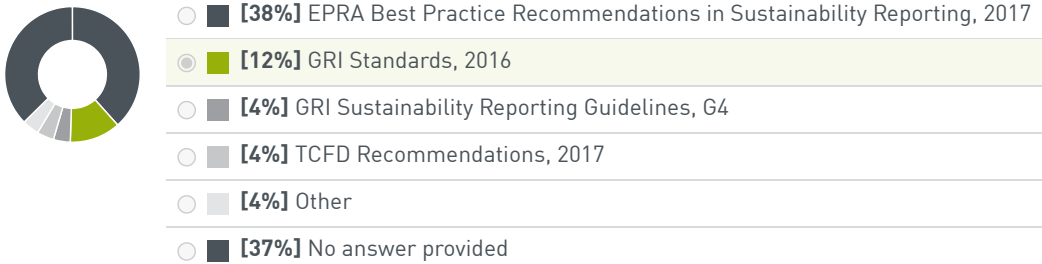 [38%] EPRA Best Practice Recommendations in Sustainability Reporting, 2017
[12%] GRI Standards, 2016
[4%] GRI Sustainability Reporting Guidelines, G4
[4%] TCFD Recommendations, 2017
[4%] Other
[37%] No answer provided